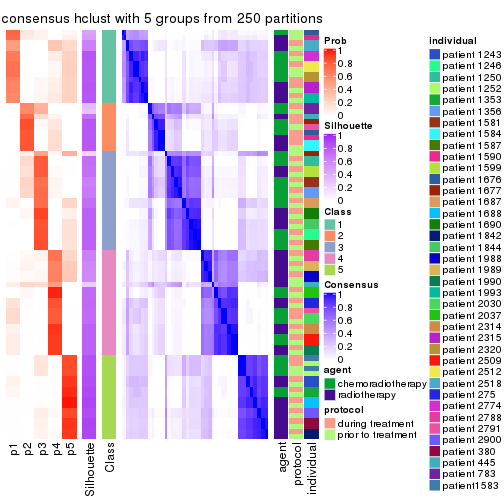 consensus hclust with 5 groups from 250 partitions
p1
p2
p3
p4
p5
Silhouette
Class
agent
protocol
individual
Prob
1
0.8
0.6
0.4
0.2
0
Silhouette
1
0.8
0.6
0.4
0.2
0
Class
1
2
3
4
5
Consensus
1
0.8
0.6
0.4
0.2
0
agent
chemoradiotherapy
radiotherapy
protocol
during treatment
prior to treatment
individual
patient 1243
patient 1246
patient 1250
patient 1252
patient 1353
patient 1356
patient 1581
patient 1584
patient 1587
patient 1590
patient 1599
patient 1676
patient 1677
patient 1687
patient 1688
patient 1690
patient 1842
patient 1844
patient 1988
patient 1989
patient 1990
patient 1993
patient 2030
patient 2037
patient 2314
patient 2315
patient 2320
patient 2509
patient 2512
patient 2518
patient 275
patient 2774
patient 2788
patient 2791
patient 2900
patient 380
patient 445
patient 783
patient1583